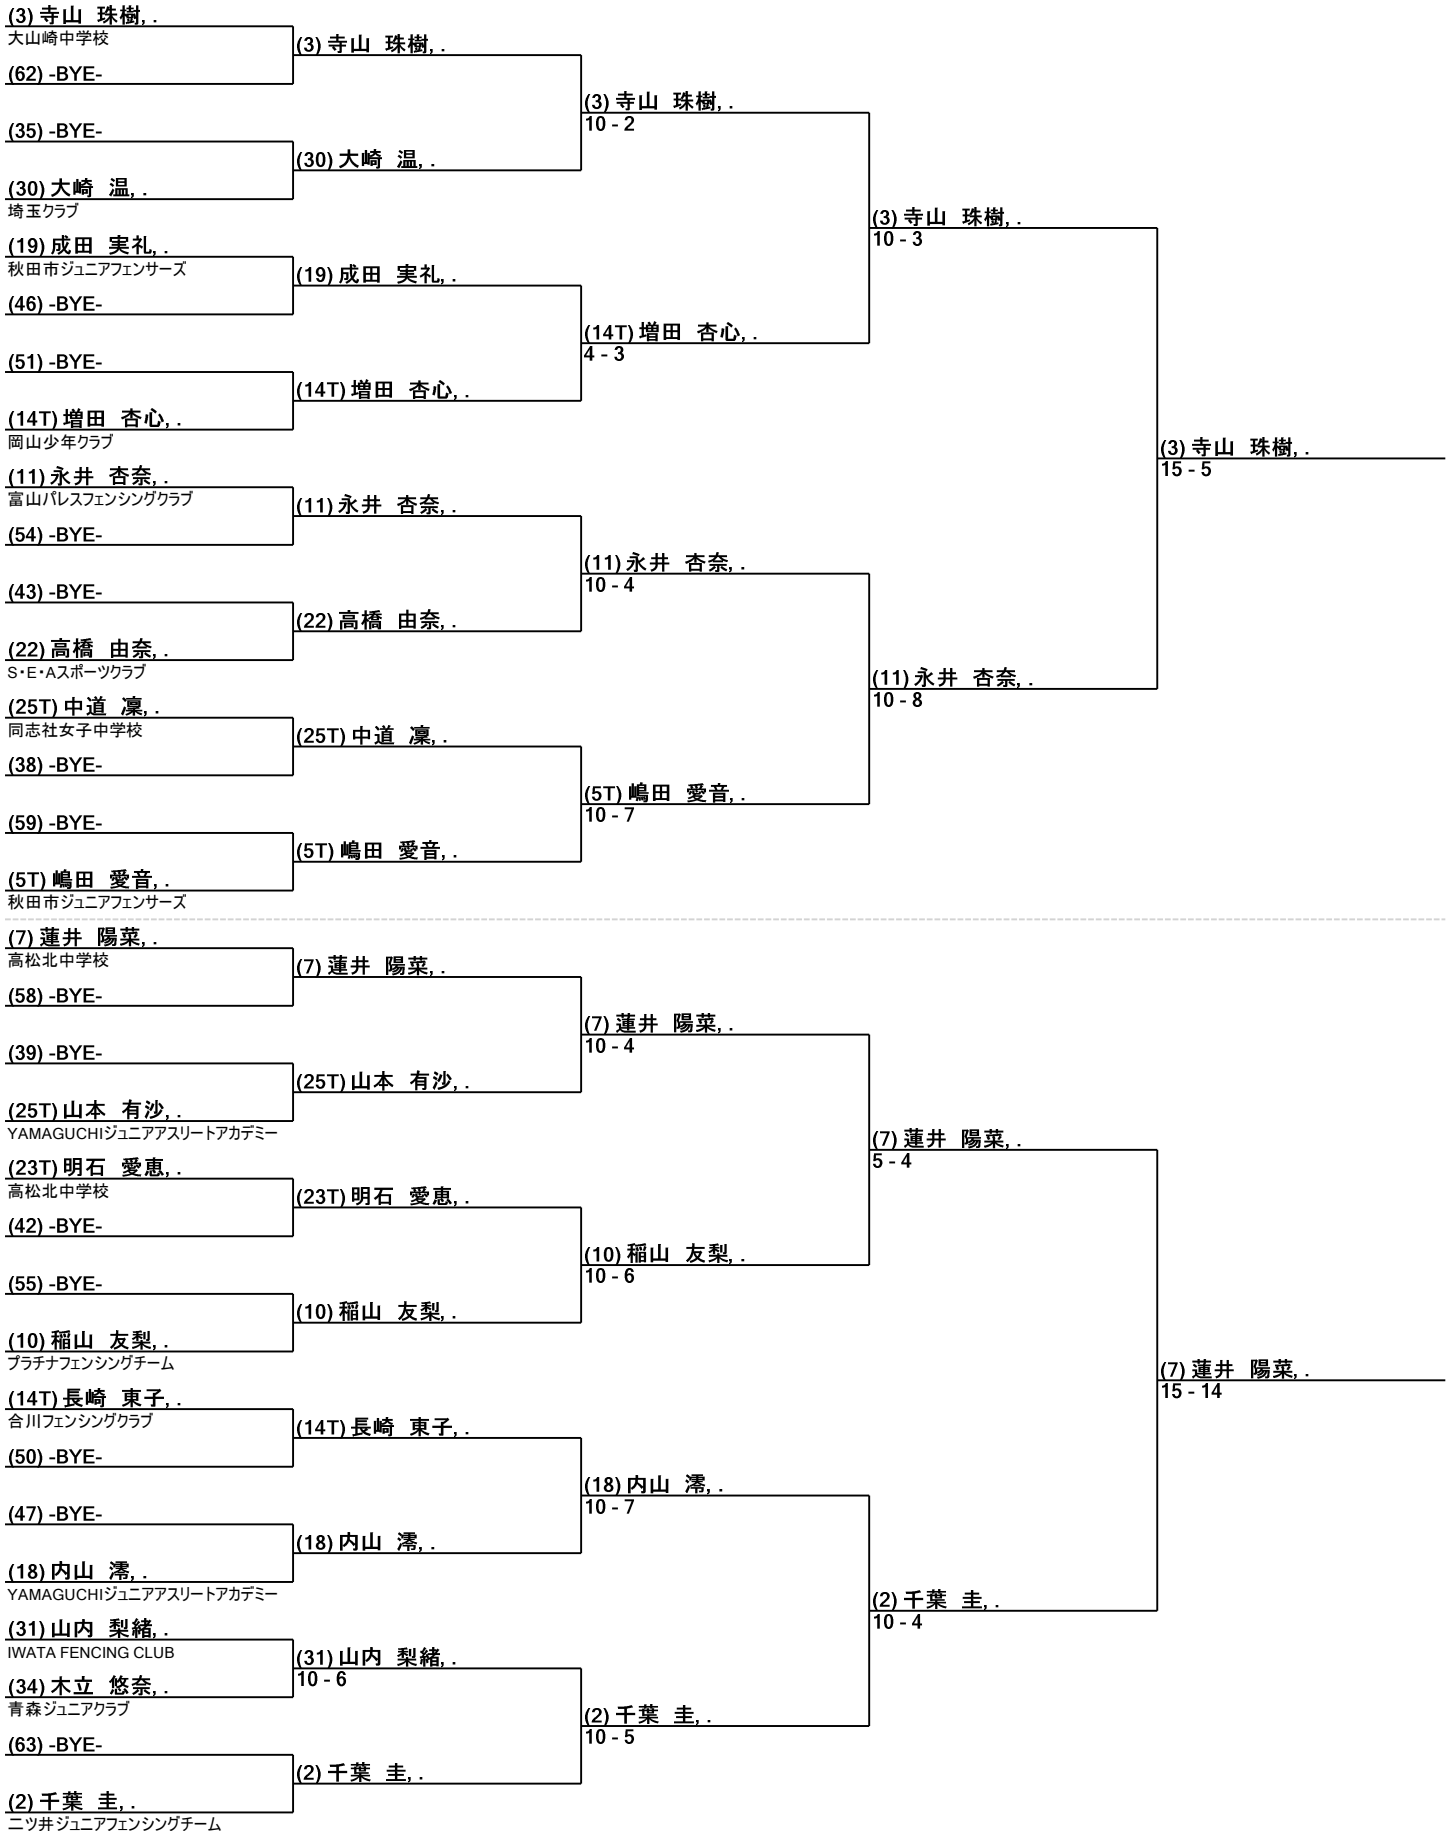 (3) 寺山　珠樹, .
大山崎中学校
(62) -BYE-
(35) -BYE-
(30) 大崎　温, .
埼玉クラブ
(19) 成田　実礼, .
秋田市ジュニアフェンサーズ
(46) -BYE-
(51) -BYE-
(14T) 増田　杏心, .
岡山少年クラブ
(11) 永井　杏奈, .
富山パレスフェンシングクラブ
(54) -BYE-
(43) -BYE-
(22) 高橋　由奈, .
S・E・Aスポーツクラブ
(25T) 中道　凜, .
同志社女子中学校
(38) -BYE-
(59) -BYE-
(5T) 嶋田　愛音, .
秋田市ジュニアフェンサーズ
(3) 寺山　珠樹, .
(30) 大崎　温, .
(19) 成田　実礼, .
(14T) 増田　杏心, .
(11) 永井　杏奈, .
(22) 高橋　由奈, .
(25T) 中道　凜, .
(5T) 嶋田　愛音, .
(3) 寺山　珠樹, .
10 - 2
(14T) 増田　杏心, .
4 - 3
(11) 永井　杏奈, .
10 - 4
(5T) 嶋田　愛音, .
10 - 7
(3) 寺山　珠樹, .
10 - 3
(11) 永井　杏奈, .
10 - 8
(3) 寺山　珠樹, .
15 - 5
(7) 蓮井　陽菜, .
高松北中学校
(58) -BYE-
(39) -BYE-
(25T) 山本　有沙, .
YAMAGUCHIジュニアアスリートアカデミー
(23T) 明石　愛恵, .
高松北中学校
(42) -BYE-
(55) -BYE-
(10) 稲山　友梨, .
プラチナフェンシングチーム
(14T) 長崎　東子, .
合川フェンシングクラブ
(50) -BYE-
(47) -BYE-
(18) 内山　澪, .
YAMAGUCHIジュニアアスリートアカデミー
(31) 山内　梨緒, .
IWATA FENCING CLUB
(34) 木立　悠奈, .
青森ジュニアクラブ
(63) -BYE-
(2) 千葉　圭, .
二ツ井ジュニアフェンシングチーム
(7) 蓮井　陽菜, .
(25T) 山本　有沙, .
(23T) 明石　愛恵, .
(10) 稲山　友梨, .
(14T) 長崎　東子, .
(18) 内山　澪, .
(31) 山内　梨緒, .
10 - 6
(2) 千葉　圭, .
(7) 蓮井　陽菜, .
10 - 4
(10) 稲山　友梨, .
10 - 6
(18) 内山　澪, .
10 - 7
(2) 千葉　圭, .
10 - 5
(7) 蓮井　陽菜, .
5 - 4
(2) 千葉　圭, .
10 - 4
(7) 蓮井　陽菜, .
15 - 14